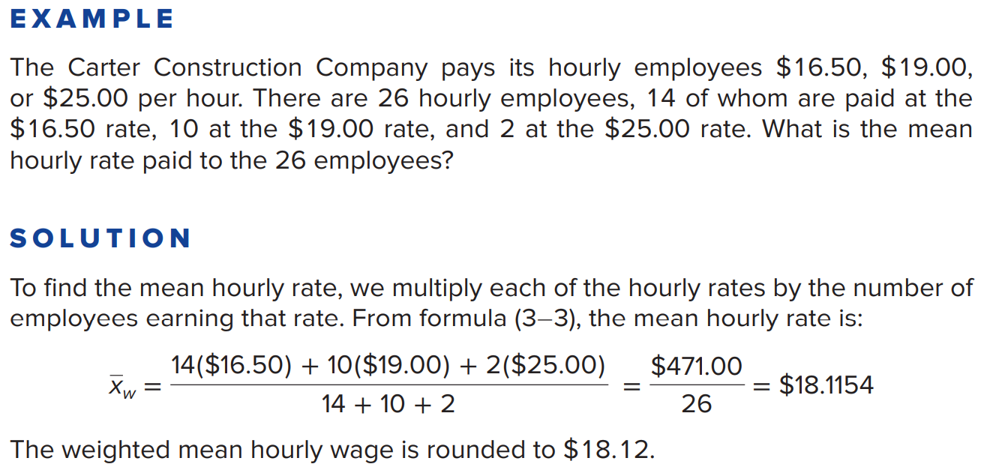 EXAMPLE
The Carter Construction Company pays its hourly employees $16.50, $19.00,
or $25.00 per hour. There are 26 hourly employees, 14 of whom are paid at the
$16.50 rate, 10 at the $19.00 rate, and 2 at the $25.00 rate. What is the mean
hourly rate paid to the 26 employees?
SOLUTION
To find the mean hourly rate, we multiply each of the hourly rates by the number of
employees earning that rate. From formula (3–3), the mean hourly rate is:
x̄w = 14($16.50) + 10($19.00) + 2($25.00) / 14 + 10 + 2 = $471.00 / 26 = $18.1154
The weighted mean hourly wage is rounded to $18.12.